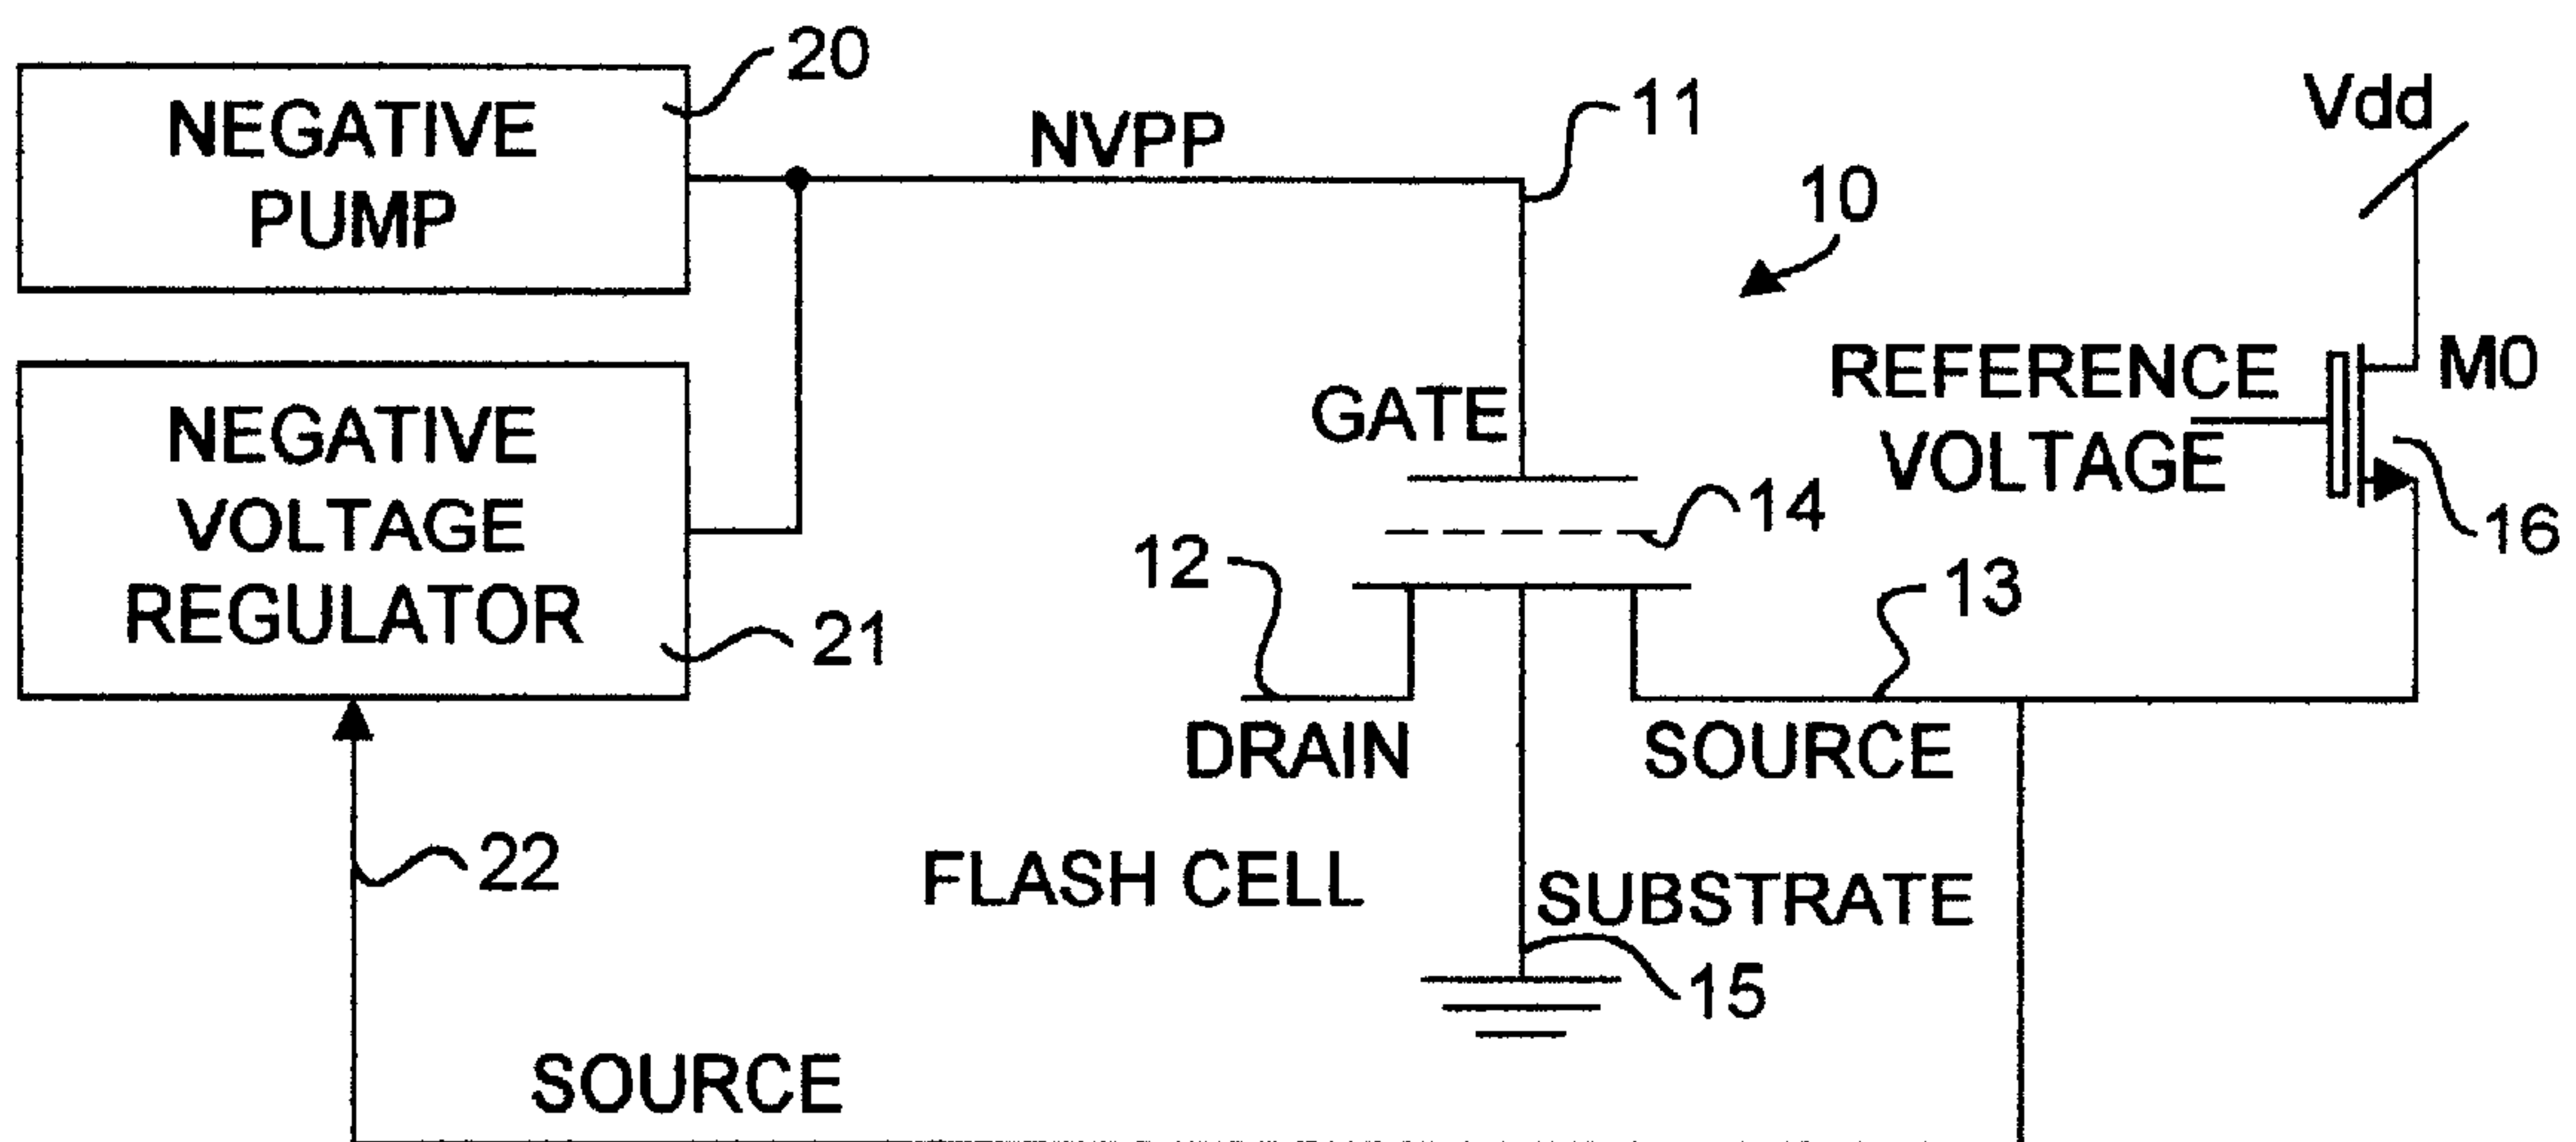 20
NEGATIVE
PUMP
NVPP
11
Vdd
10
NEGATIVE
VOLTAGE
REGULATOR
21
GATE
REFERENCE
VOLTAGE
M0
14
16
12
13
DRAIN
SOURCE
22
FLASH CELL
SUBSTRATE
15
SOURCE